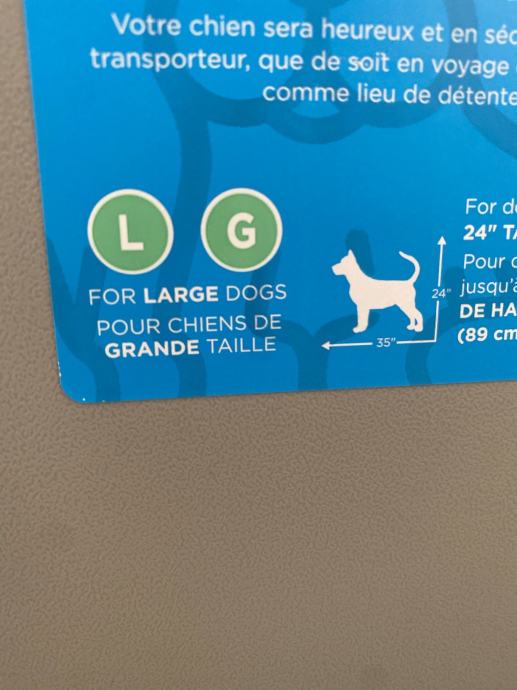 Votre chien sera heureux et en séc
transporteur, que de soit en voyage
comme lieu de détente
L G
FOR LARGE DOGS
POUR CHIENS DE
GRANDE TAILLE
24"
35"
For d
24" TA
Pour c
jusqu'à
DE HA
(89 cm